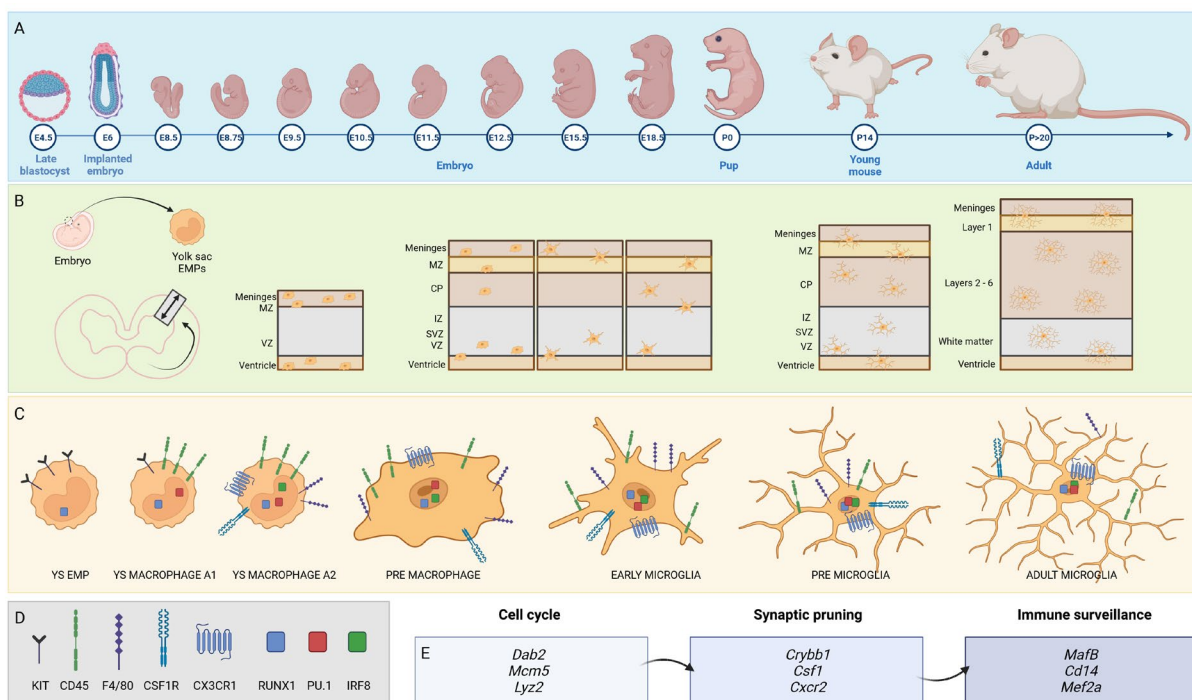 A
E4.5
E6
E8.5
E8.75
E9.5
E10.5
E11.5
E12.5
E15.5
E18.5
P0
P14
P>20
Late
blastocyst
Implanted
embryo
Embryo
Pup
Young
mouse
Adult
B
Embryo
Yolk sac
EMPs
Meninges
MZ
VZ
Ventricle
Meninges
MZ
CP
IZ
SVZ
VZ
Ventricle
Meninges
MZ
CP
IZ
SVZ
VZ
Ventricle
Meninges
Layer 1
Layers 2 - 6
White matter
Ventricle
C
YS EMP
YS MACROPHAGE A1
YS MACROPHAGE A2
PRE MACROPHAGE
EARLY MICROGLIA
PRE MICROGLIA
ADULT MICROGLIA
D
KIT
CD45
F4/80
CSF1R
CX3CR1
RUNX1
PU.1
IRF8
Cell cycle
Synaptic pruning
Immune surveillance
E
Dab2
Mcm5
Lyz2
Crybb1
Csf1
Cxcr2
MafB
Cd14
Mef2a